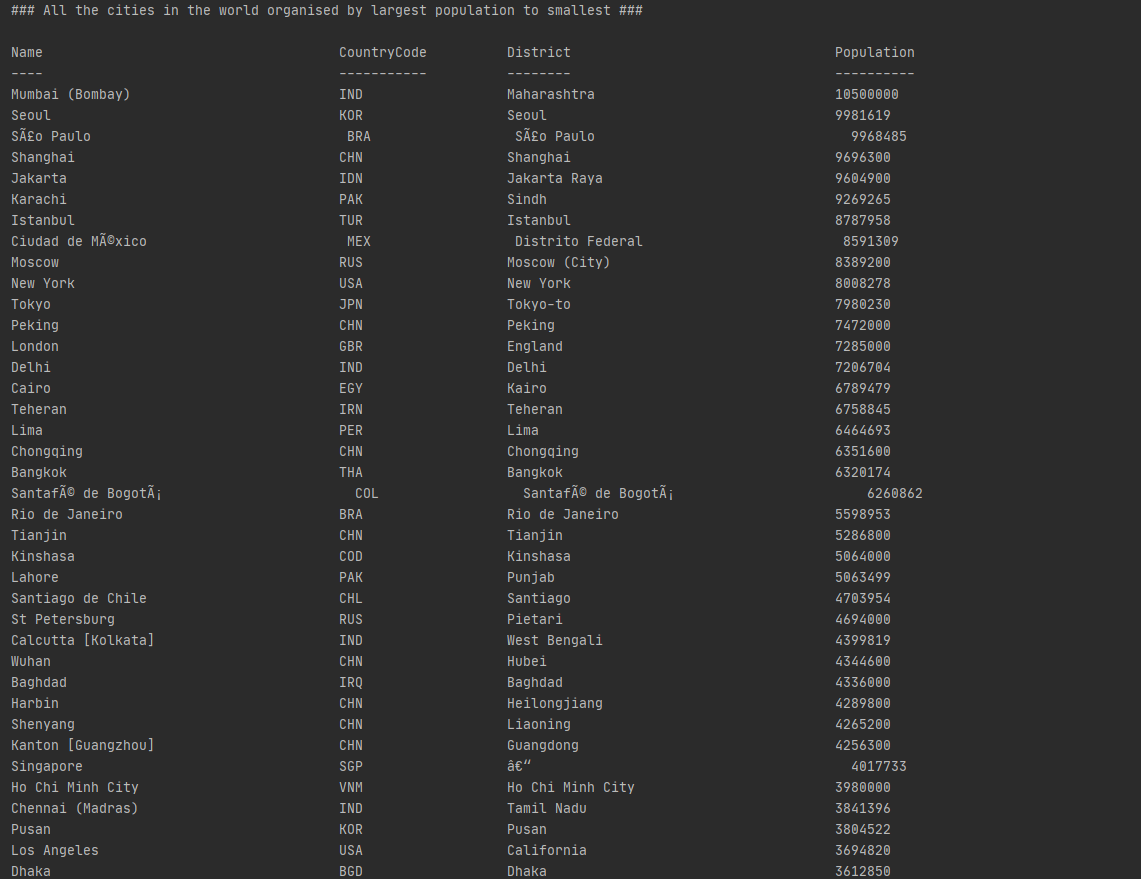 ### All the cities in the world organised by largest population to smallest ###
Name CountryCode District Population
---- ----------- -------- ----------
Mumbai (Bombay) IND Maharashtra 10500000
Seoul KOR Seoul 9981619
SÃ£o Paulo BRA SÃ£o Paulo 9968485
Shanghai CHN Shanghai 9696300
Jakarta IDN Jakarta Raya 9604900
Karachi PAK Sindh 9269265
Istanbul TUR Istanbul 8787958
Ciudad de MÃ©xico MEX Distrito Federal 8591309
Moscow RUS Moscow (City) 8389200
New York USA New York 8008278
Tokyo JPN Tokyo-to 7980230
Peking CHN Peking 7472000
London GBR England 7285000
Delhi IND Delhi 7206704
Cairo EGY Kairo 6789479
Teheran IRN Teheran 6758845
Lima PER Lima 6464693
Chongqing CHN Chongqing 6351600
Bangkok THA Bangkok 6320174
SantafÃ© de BogotÃ¡ COL SantafÃ© de BogotÃ¡ 6260862
Rio de Janeiro BRA Rio de Janeiro 5598953
Tianjin CHN Tianjin 5286800
Kinshasa COD Kinshasa 5064000
Lahore PAK Punjab 5063499
Santiago de Chile CHL Santiago 4703954
St Petersburg RUS Pietari 4694000
Calcutta [Kolkata] IND West Bengali 4399819
Wuhan CHN Hubei 4344600
Baghdad IRQ Baghdad 4336000
Harbin CHN Heilongjiang 4289800
Shenyang CHN Liaoning 4265200
Kanton [Guangzhou] CHN Guangdong 4256300
Singapore SGP â€“ 4017733
Ho Chi Minh City VNM Ho Chi Minh City 3980000
Chennai (Madras) IND Tamil Nadu 3841396
Pusan KOR Pusan 3804522
Los Angeles USA California 3694820
Dhaka BGD Dhaka 3612850